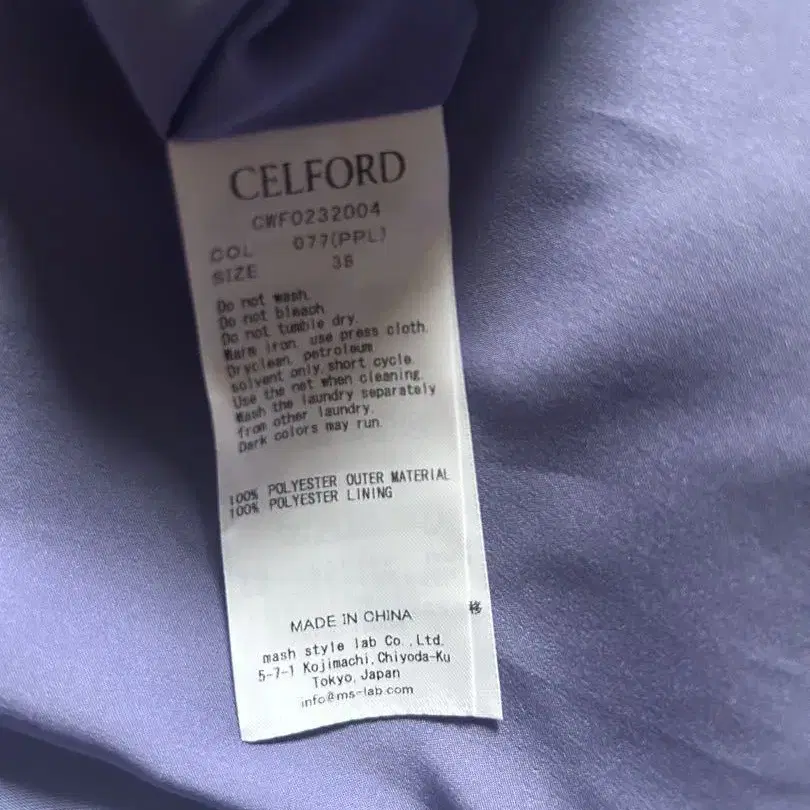 CELFORD
CWFO232004
COL 077(PPL)
SIZE 38
Do not wash.
Do not bleach
Do not tumble dry.
Warm iron. use press cloth.
Dryclean. petroleum
solvent only, short cycle.
Use the net when cleaning.
Wash the laundry separately
from other laundry.
Dark colors may run.
100% POLYESTER OUTER MATERIAL
100% POLYESTER LINING
MADE IN CHINA
移
mash style lab Co.,Ltd.
5-7-1 Kojimachi,Chiyoda-Ku
Tokyo,Japan
info@ms-lab.com